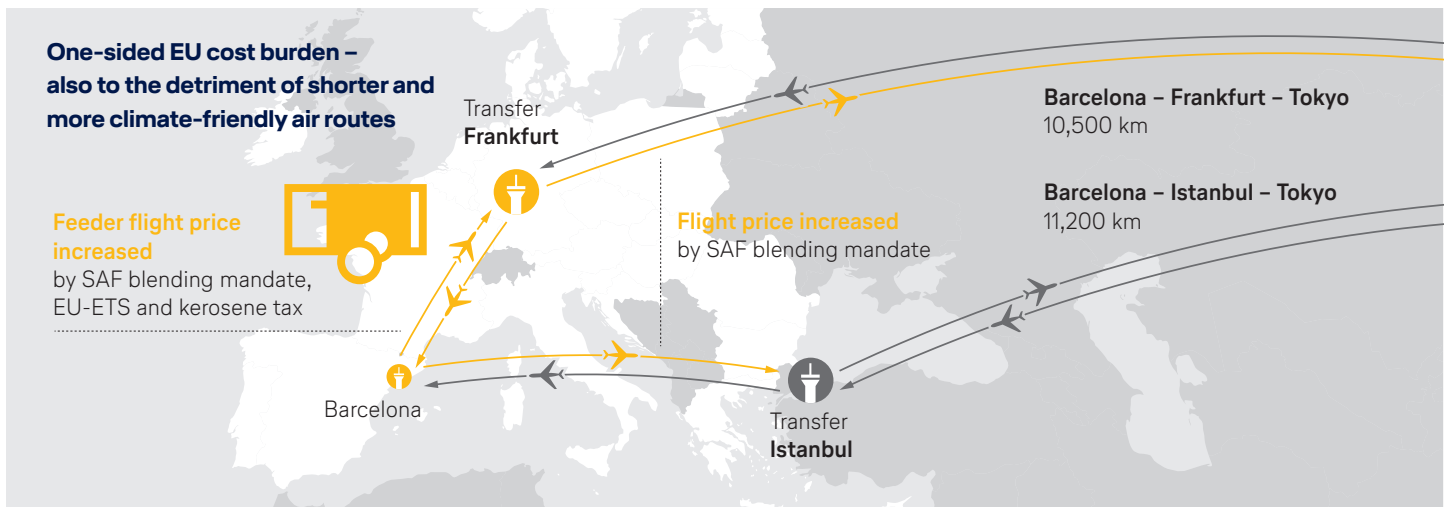 One-sided EU cost burden –
also to the detriment of shorter and
more climate-friendly air routes
Transfer
Frankfurt
Barcelona – Frankfurt – Tokyo
10,500 km
Barcelona – Istanbul – Tokyo
11,200 km
Feeder flight price
increased
by SAF blending mandate,
EU-ETS and kerosene tax
Flight price increased
by SAF blending mandate
Barcelona
Transfer
Istanbul